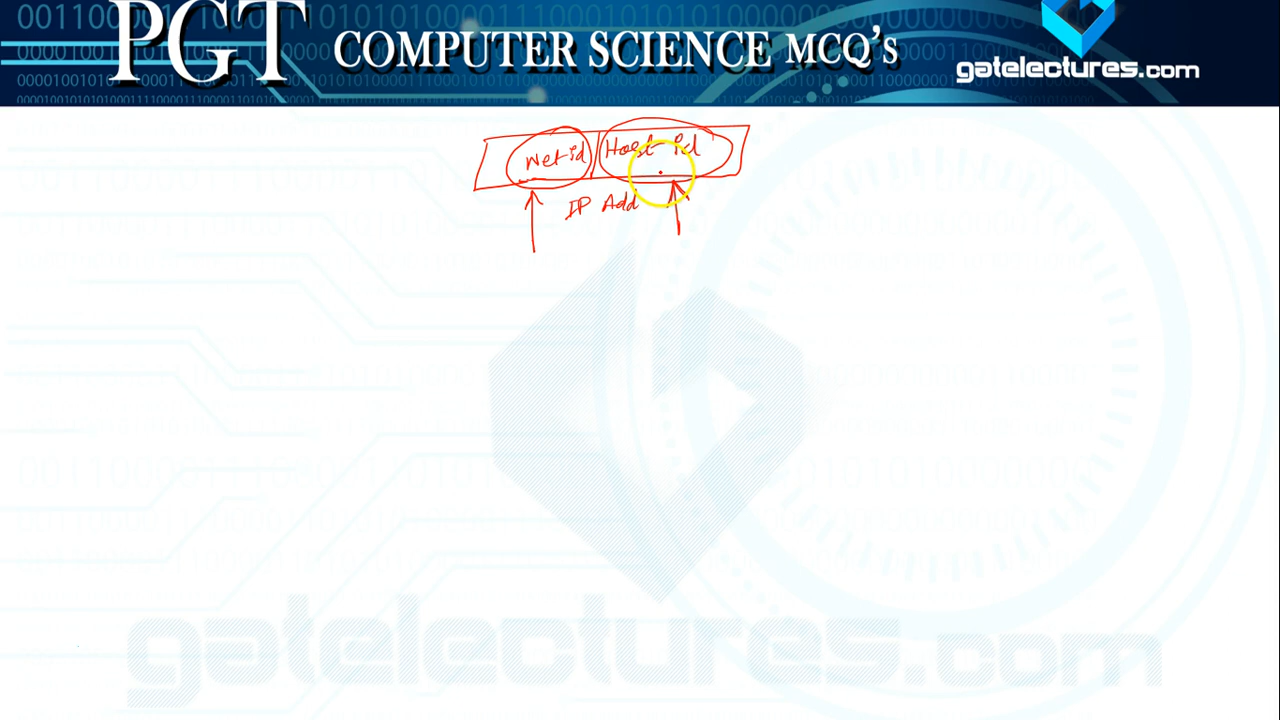 PGT COMPUTER SCIENCE MCQ'S
gatelectures.com
Net id Host id
IP Add
gatelectures.com